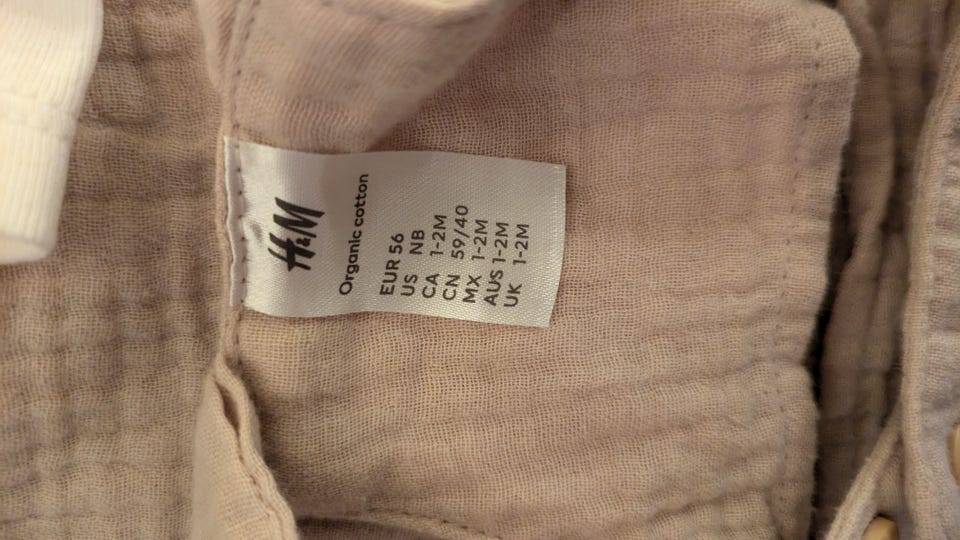 H&M
Organic cotton
EUR 56
US NB
CA 1-2M
CN 59/40
MX 1-2M
AUS 1-2M
UK 1-2M